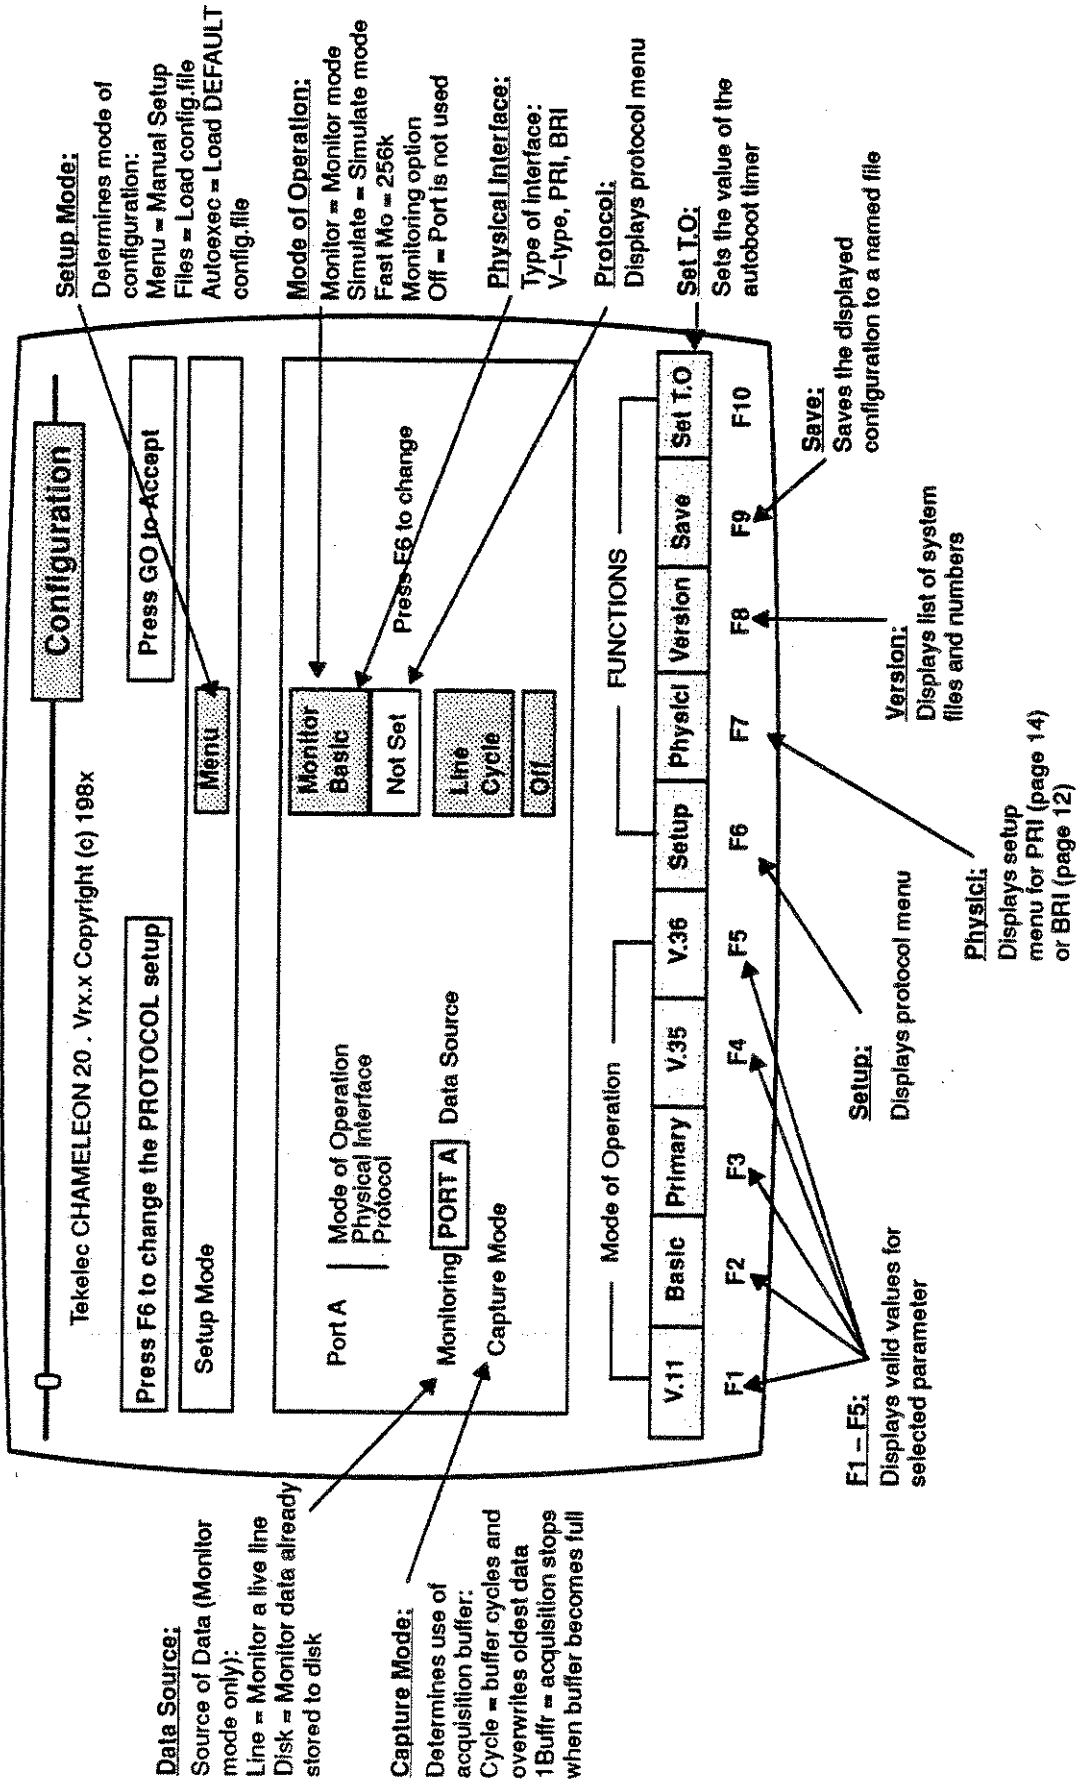 Setup Mode:
Determines mode of
configuration:
Menu = Manual Setup
Files = Load config.file
Autoexec = Load DEFAULT
config.file
Mode of Operation:
Monitor = Monitor mode
Simulate = Simulate mode
Fast Mo = 256k
Monitoring option
Off = Port is not used
Physical Interface:
Type of interface:
V-type, PRI, BRI
Protocol:
Displays protocol menu
Set T.O:
Sets the value of the
autoboot timer
Configuration
Tekelec CHAMELEON 20 . Vrx.x Copyright (c) 198x
Press F6 to change the PROTOCOL setup
Press GO to Accept
Setup Mode
Menu
Port A
Mode of Operation
Physical Interface
Protocol
Monitor
Basic
Not Set
Press F6 to change
Monitoring PORT A Data Source
Line
Capture Mode
Cycle
Off
Mode of Operation
FUNCTIONS
V.11 Basic Primary V.35 V.36 Setup Physicl Version Save Set T.O
F1 F2 F3 F4 F5 F6 F7 F8 F9 F10
Data Source:
Source of Data (Monitor
mode only):
Line = Monitor a live line
Disk = Monitor data already
stored to disk
Capture Mode:
Determines use of
acquisition buffer:
Cycle = buffer cycles and
overwrites oldest data
1Buffr = acquisition stops
when buffer becomes full
F1 – F5:
Displays valid values for
selected parameter
Setup:
Displays protocol menu
Physicl:
Displays setup
menu for PRI (page 14)
or BRI (page 12)
Version:
Displays list of system
files and numbers
Save:
Saves the displayed
configuration to a named file